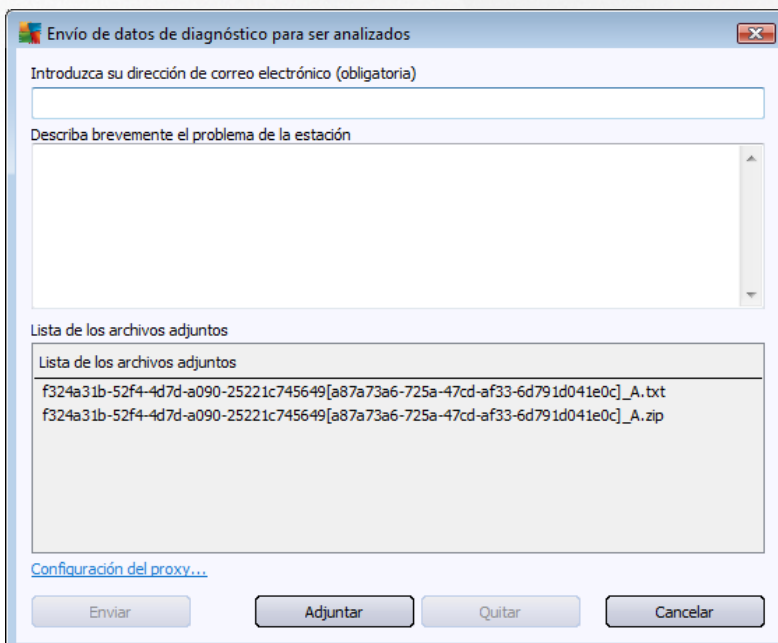 Envío de datos de diagnóstico para ser analizados
Introduzca su dirección de correo electrónico (obligatoria)
Describa brevemente el problema de la estación
Lista de los archivos adjuntos
Lista de los archivos adjuntos
f324a31b-52f4-4d7d-a090-25221c745649[a87a73a6-725a-47cd-af33-6d791d041e0c]_A.txt
f324a31b-52f4-4d7d-a090-25221c745649[a87a73a6-725a-47cd-af33-6d791d041e0c]_A.zip
Configuración del proxy...
Enviar Adjuntar Quitar Cancelar